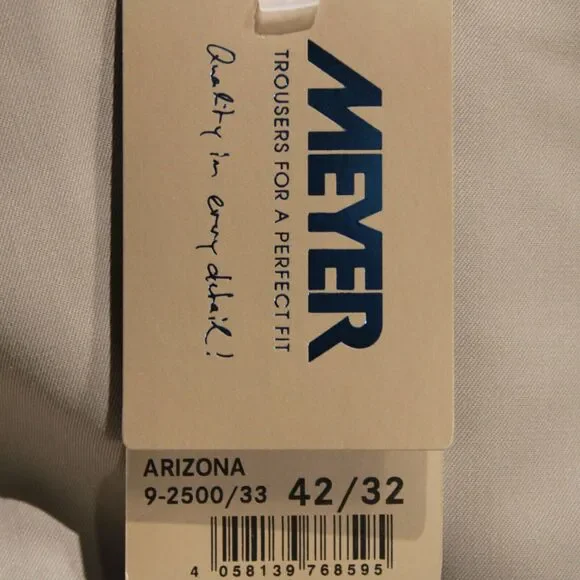 MEYER
TROUSERS FOR A PERFECT FIT
Quality in every detail!
ARIZONA
9-2500/33 42/32
4 058139 768595